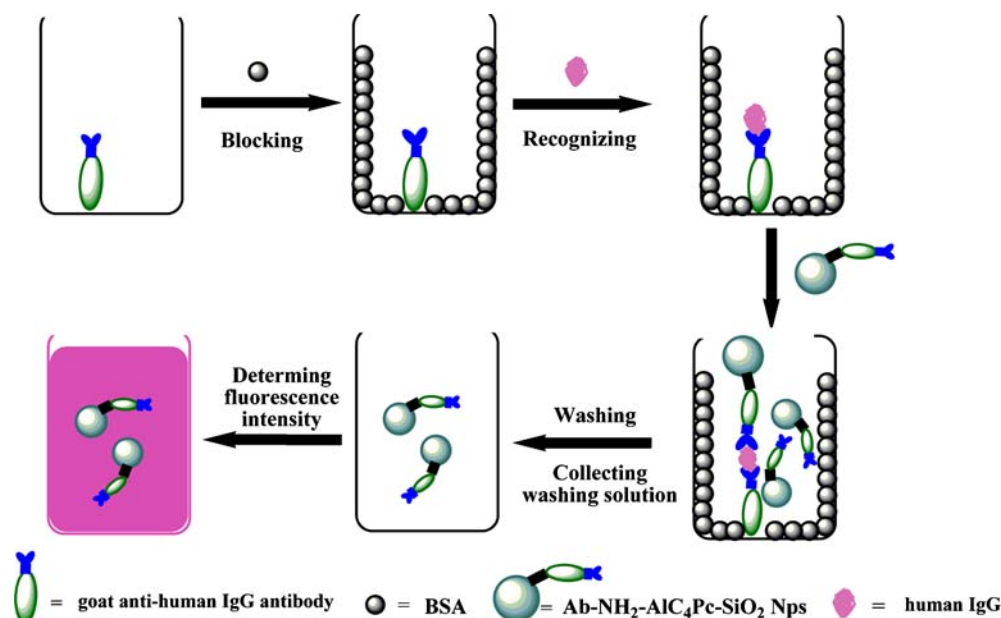 Blocking
Recognizing
Determing
fluorescence
intensity
Washing
Collecting
washing solution
= goat anti-human IgG antibody
= BSA
= Ab-NH₂-AlC₄Pc-SiO₂ Nps
= human IgG